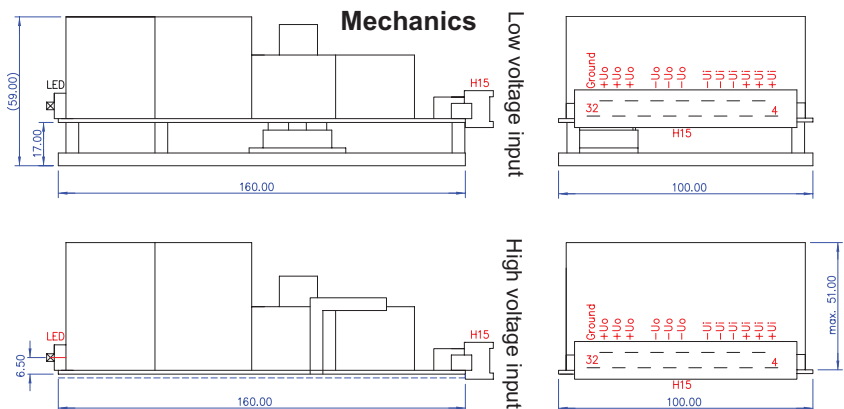 Mechanics
Low voltage input
LED
H15
(59.00)
17.00
160.00
Ground
+Uo
+Uo
+Uo
−Uo
−Uo
−Uo
−Ui
−Ui
−Ui
+Ui
+Ui
+Ui
32
4
H15
100.00
High voltage input
LED
H15
6.50
160.00
Ground
+Uo
+Uo
+Uo
−Uo
−Uo
−Uo
−Ui
−Ui
−Ui
+Ui
+Ui
+Ui
32
4
H15
max. 51.00
100.00